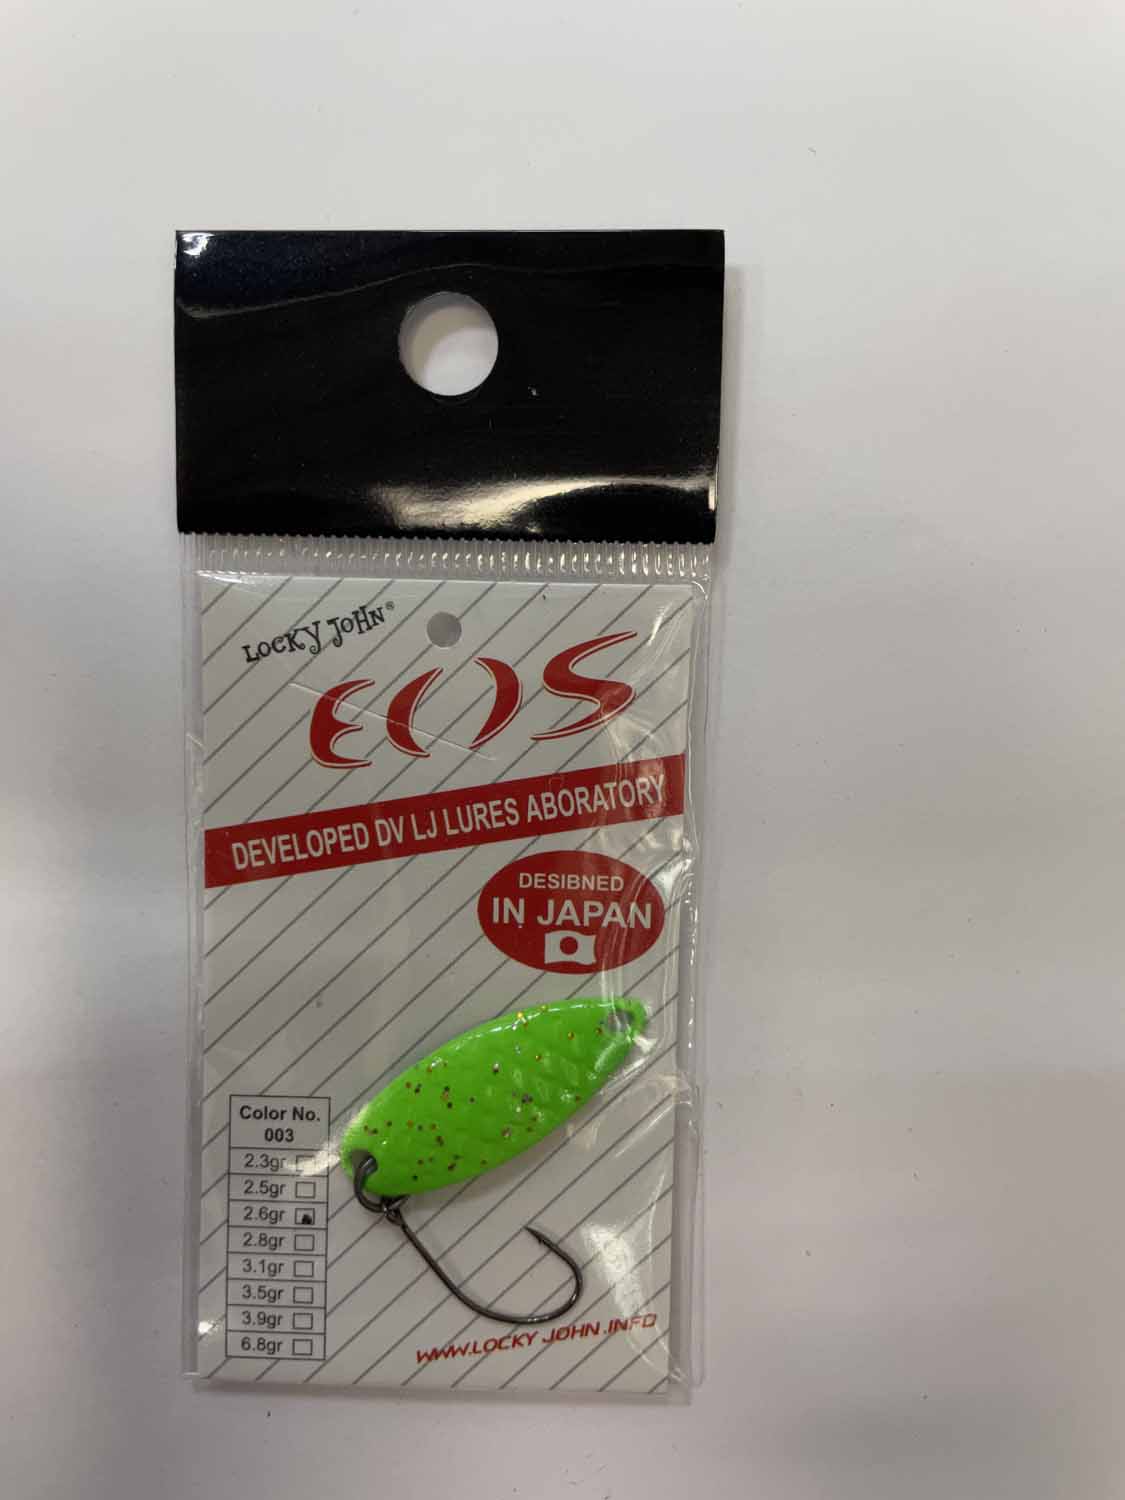 LOCKY JOHN®
EOS
DEVELOPED DV LJ LURES ABORATORY
DESIBNED
IN JAPAN
Color No.
003
2.3gr
2.5gr
2.6gr
2.8gr
3.1gr
3.5gr
3.9gr
6.8gr
WWW.LOCKY JOHN.INFO